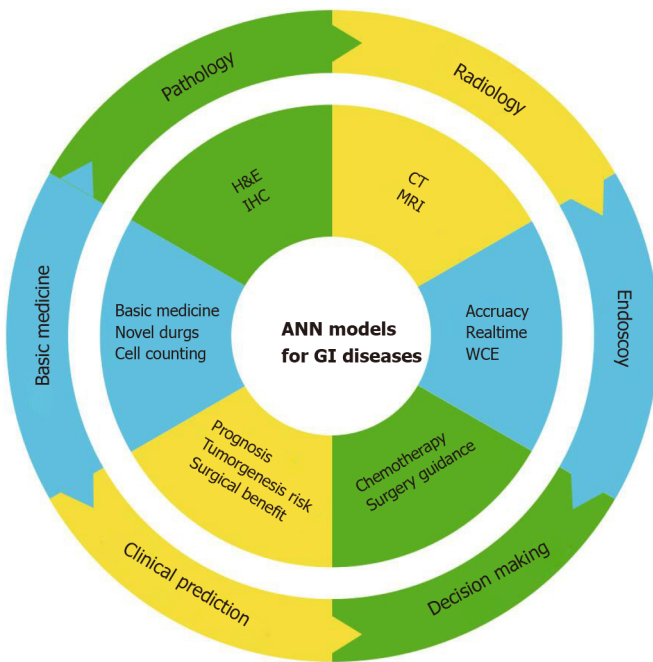 Pathology
Radiology
H&E
IHC
CT
MRI
Basic medicine
Endoscoy
Basic medicine
Novel durgs
Cell counting
ANN models
for GI diseases
Accruacy
Realtime
WCE
Prognosis
Tumorgenesis risk
Surgical benefit
Chemotherapy
Surgery guidance
Clinical prediction
Decision making